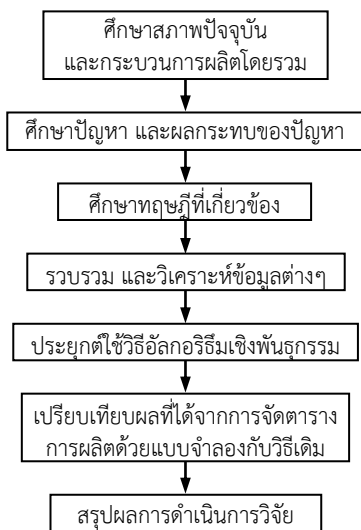 ศึกษาสภาพปัจจุบัน
และกระบวนการผลิตโดยรวม
ศึกษาปัญหา และผลกระทบของปัญหา
ศึกษาทฤษฎีที่เกี่ยวข้อง
รวบรวม และวิเคราะห์ข้อมูลต่างๆ
ประยุกต์ใช้วิธีอัลกอริธึมเชิงพันธุกรรม
เปรียบเทียบผลที่ได้จากการจัดตาราง
การผลิตด้วยแบบจำลองกับวิธีเดิม
สรุปผลการดำเนินการวิจัย